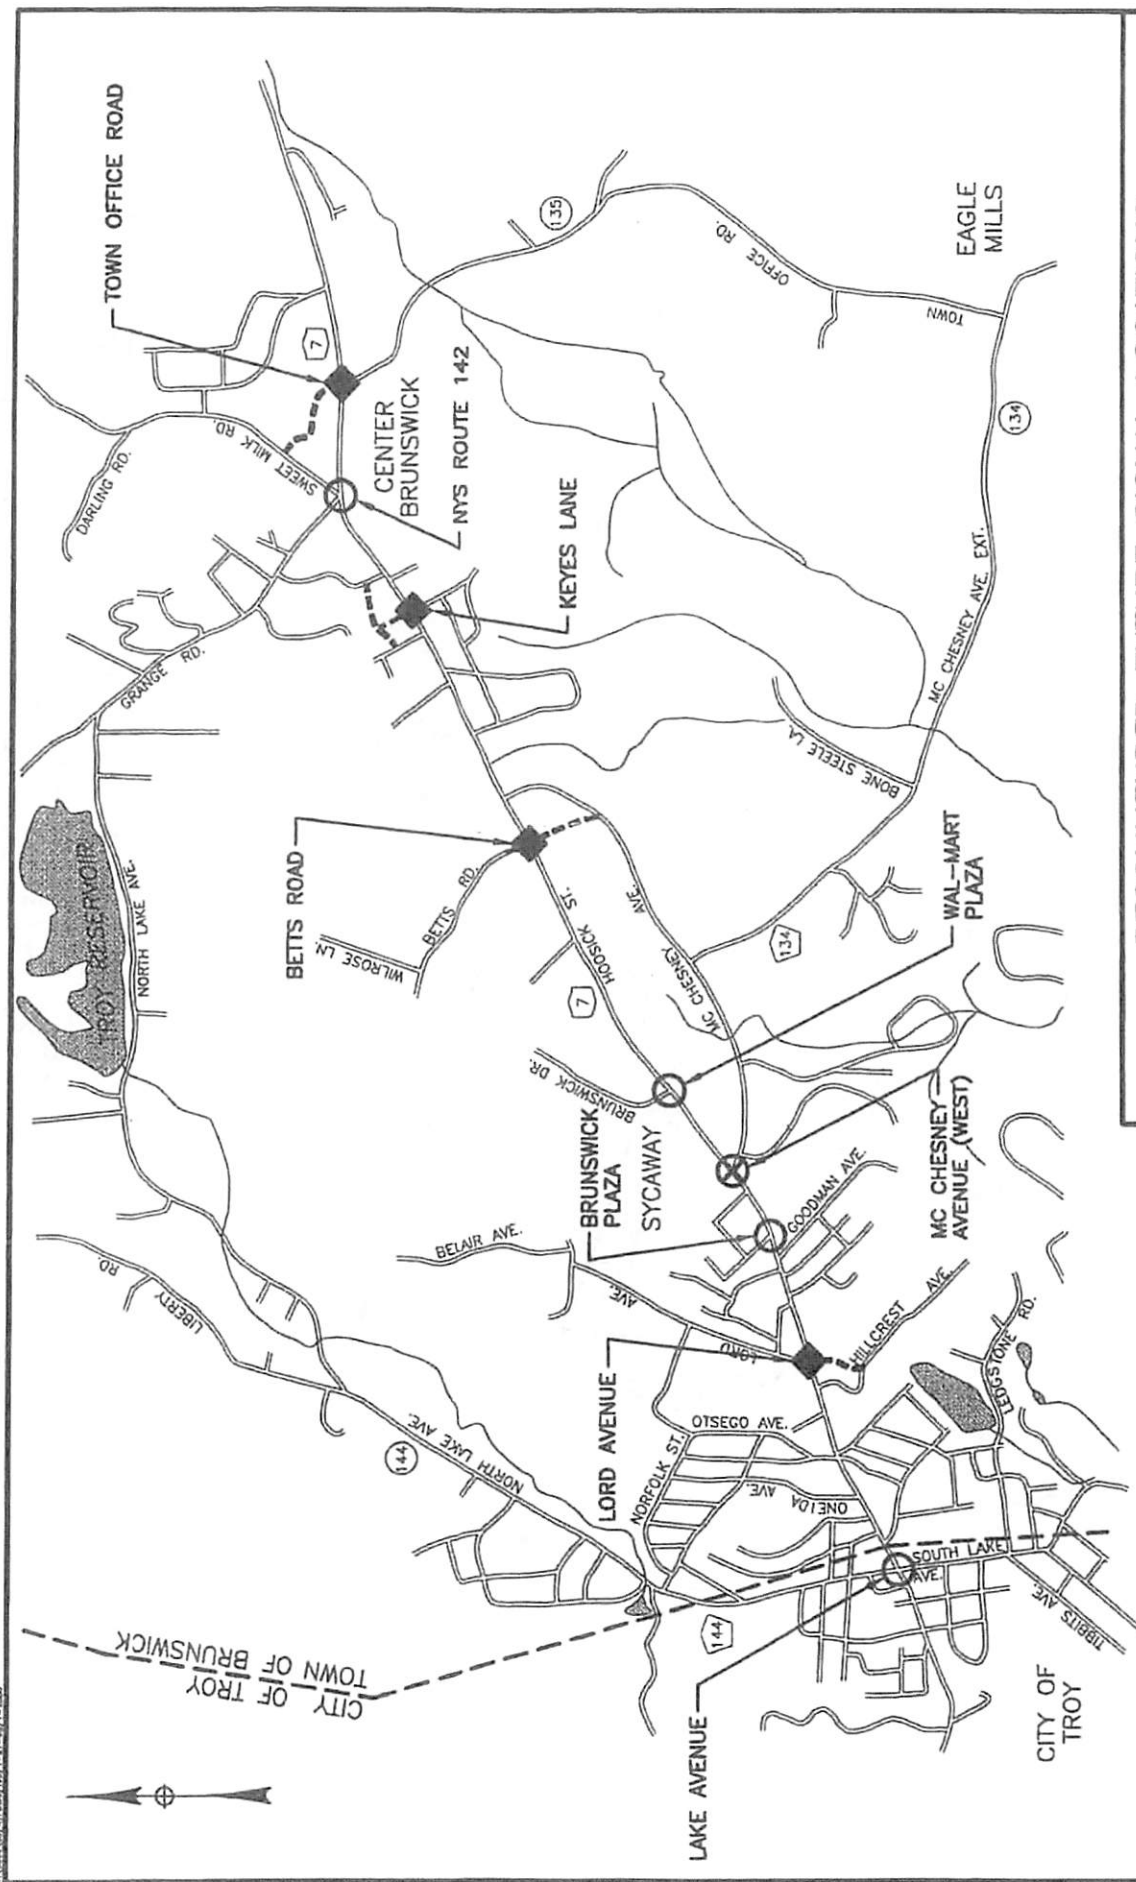 TOWN OFFICE ROAD
7
135
OFFICE RD.
TOWN
EAGLE
MILLS
SWEET MILK RD.
DARLING RD.
CENTER
BRUNSWICK
NYS ROUTE 142
KEYES LANE
134
MC CHESNEY AVE. EXT.
GRANGE RD.
BONE STEELE LA.
TROY RESERVOIR
NORTH LAKE AVE.
BETTS ROAD
BETTS RD.
WILROSE LN.
HOOSICK ST.
7
MC CHESNEY AVE.
134
WAL-MART
PLAZA
BRUNSWICK DR.
BRUNSWICK
PLAZA
SYCAWAY
MC CHESNEY
AVENUE (WEST)
GOODMAN AVE.
BELAIR AVE.
LORD AVE.
HILLCREST AVE.
LIBERTY RD.
LORD AVENUE
LEDGSTONE RD.
OTSEGO AVE.
NORFOLK ST.
ONEIDA AVE.
144
NORTH LAKE AVE.
SOUTH LAKE
AVE.
TIBBITS AVE.
144
CITY OF TROY
TOWN OF BRUNSWICK
LAKE AVENUE
CITY OF
TROY